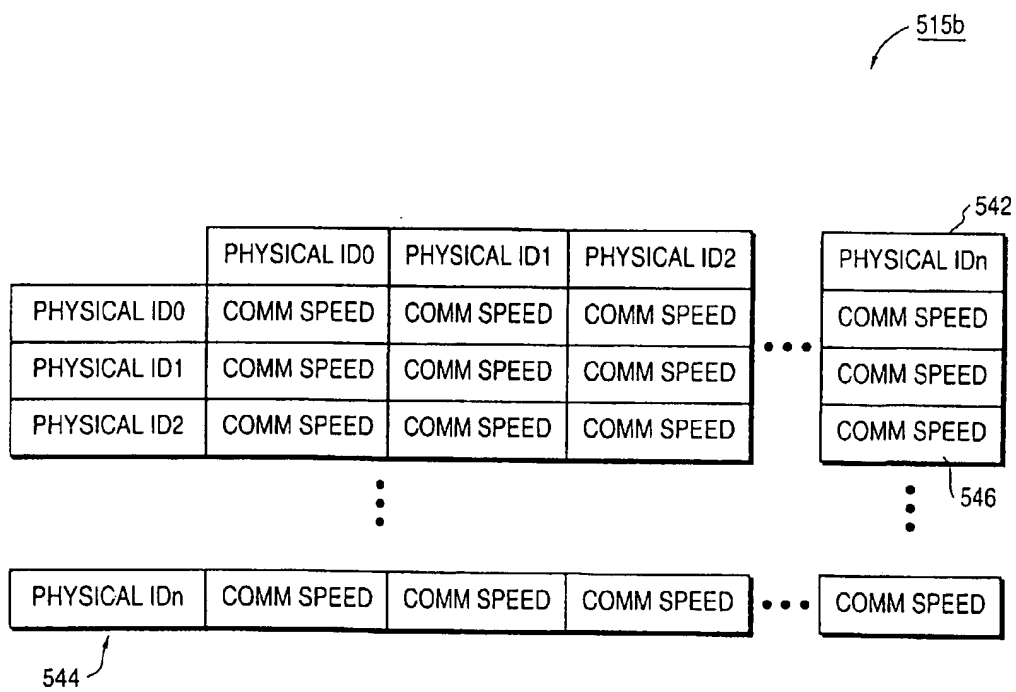 515b
542
PHYSICAL ID0 PHYSICAL ID1 PHYSICAL ID2 PHYSICAL IDn
PHYSICAL ID0 COMM SPEED COMM SPEED COMM SPEED COMM SPEED
PHYSICAL ID1 COMM SPEED COMM SPEED COMM SPEED COMM SPEED
PHYSICAL ID2 COMM SPEED COMM SPEED COMM SPEED COMM SPEED
546
PHYSICAL IDn COMM SPEED COMM SPEED COMM SPEED COMM SPEED
544